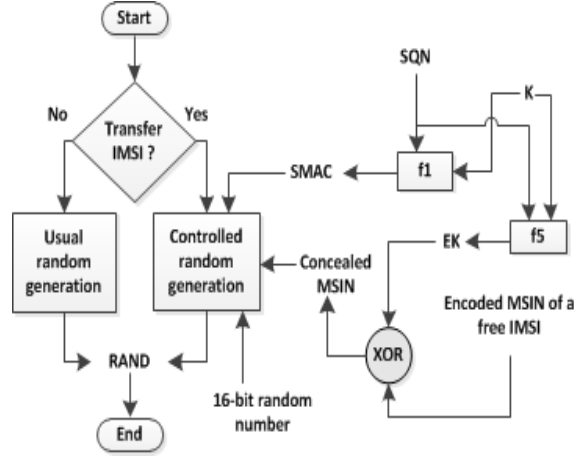 Start
SQN
K
No
Transfer
IMSI ?
Yes
SMAC
f1
Usual
random
generation
Controlled
random
generation
Concealed
MSIN
EK
f5
Encoded MSIN of a
free IMSI
XOR
RAND
16-bit random
number
End